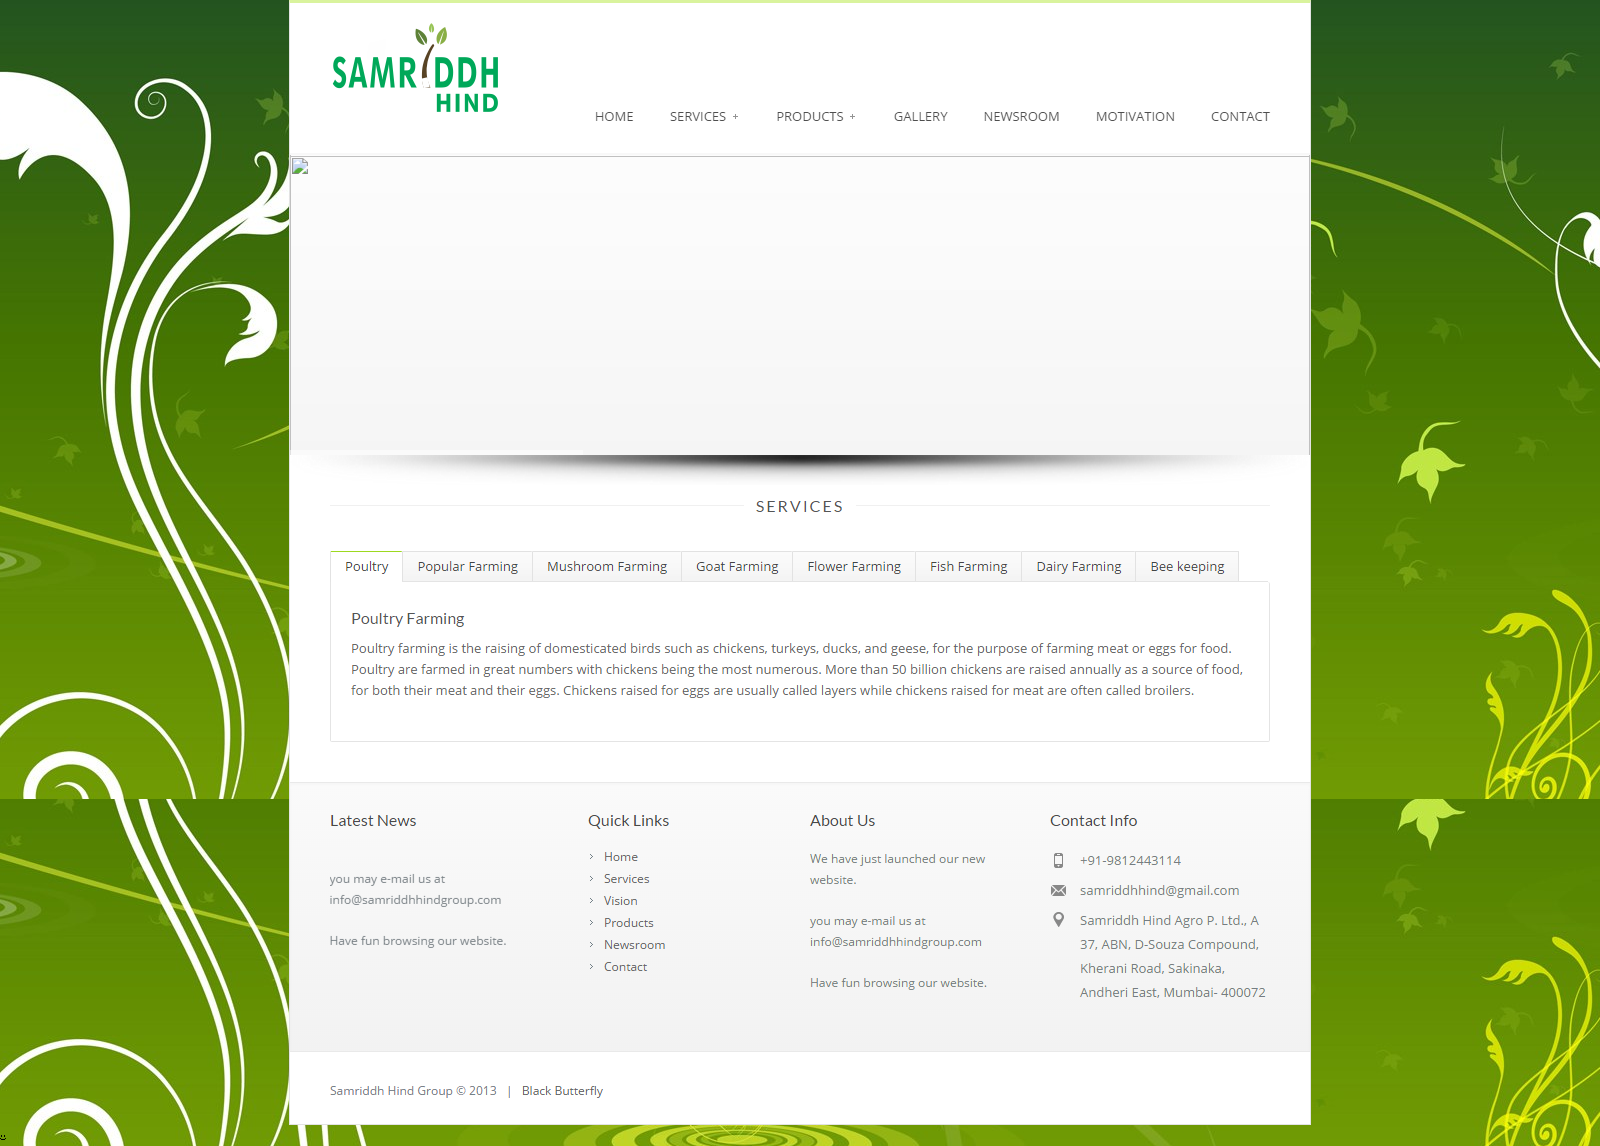 SAMRIDDH
HIND
HOME SERVICES + PRODUCTS + GALLERY NEWSROOM MOTIVATION CONTACT
SERVICES
Poultry Popular Farming Mushroom Farming Goat Farming Flower Farming Fish Farming Dairy Farming Bee keeping
Poultry Farming
Poultry farming is the raising of domesticated birds such as chickens, turkeys, ducks, and geese, for the purpose of farming meat or eggs for food.
Poultry are farmed in great numbers with chickens being the most numerous. More than 50 billion chickens are raised annually as a source of food,
for both their meat and their eggs. Chickens raised for eggs are usually called layers while chickens raised for meat are often called broilers.
Latest News
you may e-mail us at
info@samriddhhindgroup.com
Have fun browsing our website.
Quick Links
Home
Services
Vision
Products
Newsroom
Contact
About Us
We have just launched our new
website.
you may e-mail us at
info@samriddhhindgroup.com
Have fun browsing our website.
Contact Info
+91-9812443114
samriddhhind@gmail.com
Samriddh Hind Agro P. Ltd., A
37, ABN, D-Souza Compound,
Kherani Road, Sakinaka,
Andheri East, Mumbai- 400072
Samriddh Hind Group © 2013 | Black Butterfly